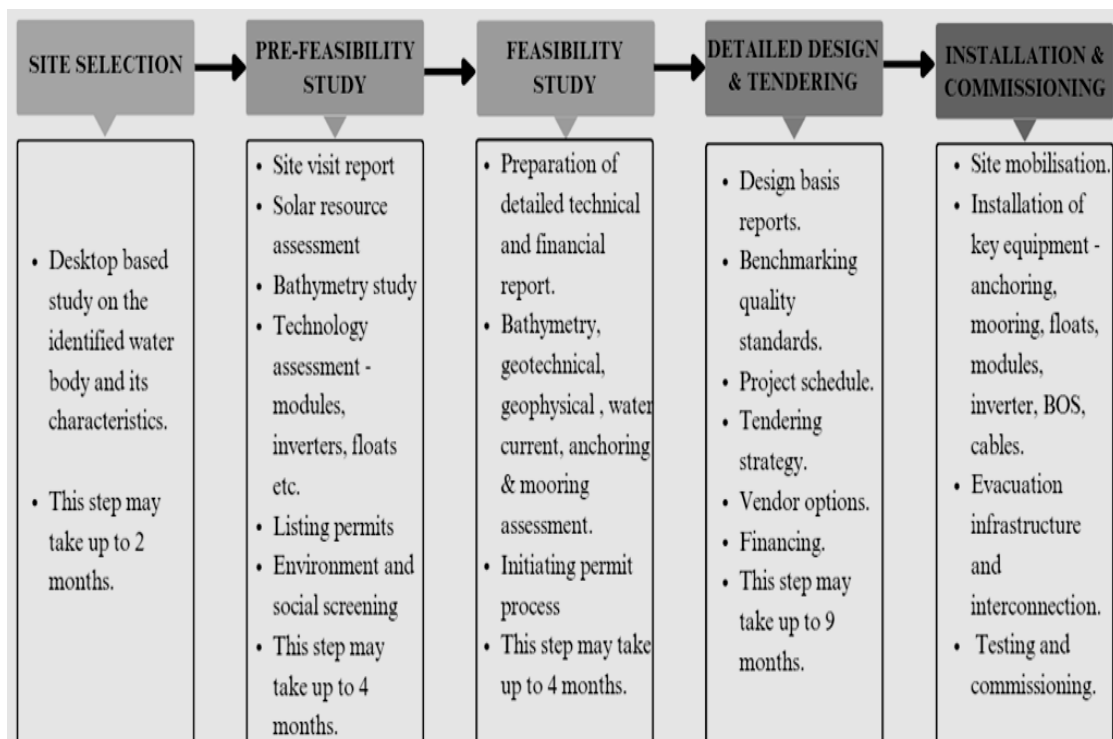 SITE SELECTION
PRE-FEASIBILITY
STUDY
FEASIBILITY
STUDY
DETAILED DESIGN
& TENDERING
INSTALLATION &
COMMISSIONING
• Desktop based
study on the
identified water
body and its
characteristics.
• This step may
take up to 2
months.
• Site visit report
• Solar resource
assessment
• Bathymetry study
• Technology
assessment -
modules,
inverters, floats
etc.
• Listing permits
• Environment and
social screening
• This step may
take up to 4
months.
• Preparation of
detailed technical
and financial
report.
• Bathymetry,
geotechnical,
geophysical , water
current, anchoring
& mooring
assessment.
• Initiating permit
process
• This step may take
up to 4 months.
• Design basis
reports.
• Benchmarking
quality
standards.
• Project schedule.
• Tendering
strategy.
• Vendor options.
• Financing.
• This step may
take up to 9
months.
• Site mobilisation.
• Installation of
key equipment -
anchoring,
mooring, floats,
modules,
inverter, BOS,
cables.
• Evacuation
infrastructure
and
interconnection.
• Testing and
commissioning.